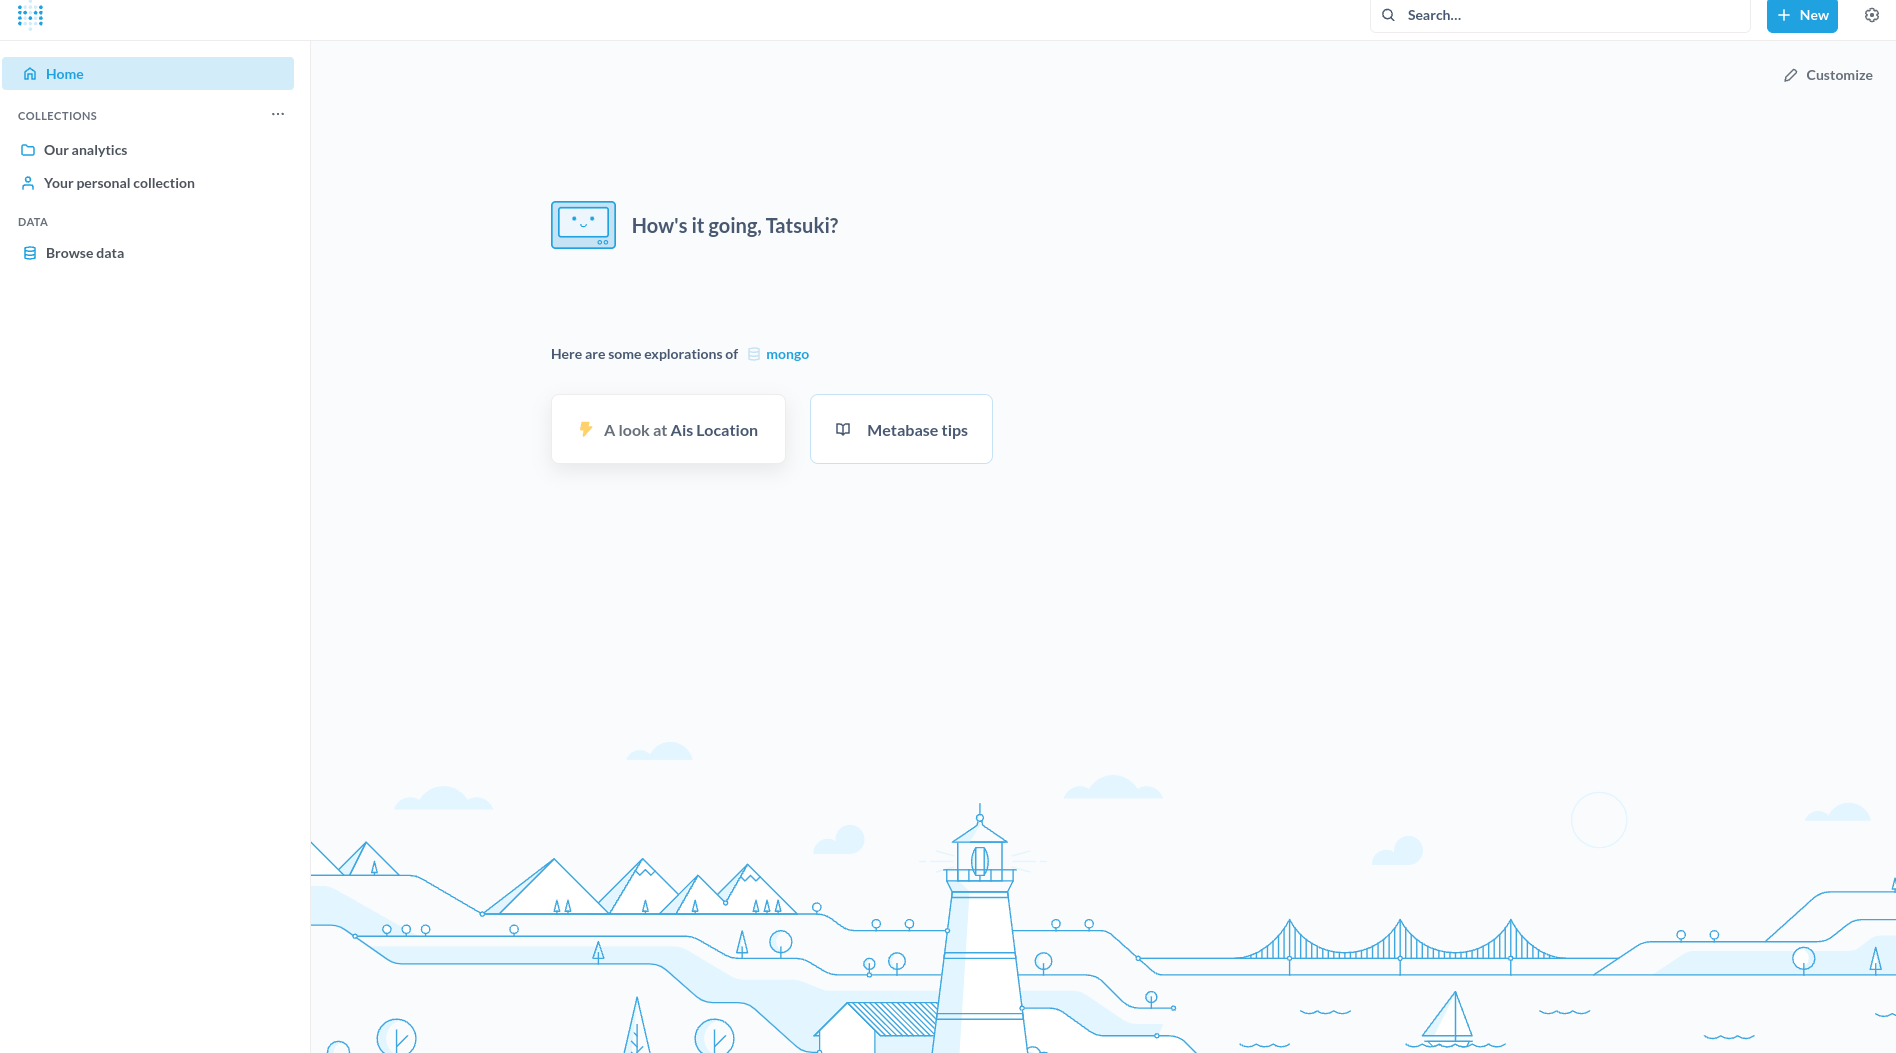 Search...
New
Home
Customize
COLLECTIONS
Our analytics
Your personal collection
DATA
Browse data
How's it going, Tatsuki?
Here are some explorations of mongo
A look at Ais Location
Metabase tips